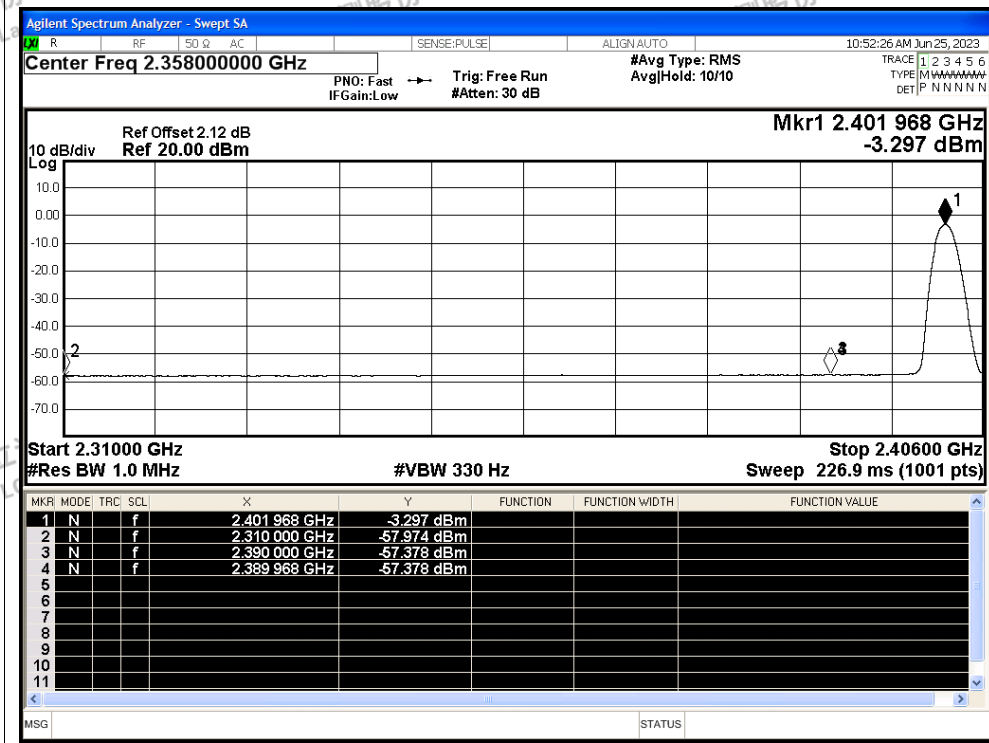 Agilent Spectrum Analyzer - Swept SA
LXI R RF 50 Ω AC SENSE:PULSE ALIGN AUTO 10:52:26 AM Jun 25, 2023
Center Freq 2.358000000 GHz #Avg Type: RMS TRACE 1 2 3 4 5 6
PNO: Fast Trig: Free Run Avg|Hold: 10/10 TYPE M
IFGain:Low #Atten: 30 dB DET P N N N N N
Mkr1 2.401 968 GHz
Ref Offset 2.12 dB
10 dB/div Ref 20.00 dBm -3.297 dBm
Log
10.0
0.00
-10.0
-20.0
-30.0
-40.0
-50.0
-60.0
-70.0
1
2
Start 2.31000 GHz Stop 2.40600 GHz
#Res BW 1.0 MHz #VBW 330 Hz Sweep 226.9 ms (1001 pts)
MKR MODE TRC SCL X Y FUNCTION FUNCTION WIDTH FUNCTION VALUE
1 N f 2.401 968 GHz -3.297 dBm
2 N f 2.310 000 GHz -57.974 dBm
3 N f 2.390 000 GHz -57.378 dBm
4 N f 2.389 968 GHz -57.378 dBm
5
6
7
8
9
10
11
MSG STATUS